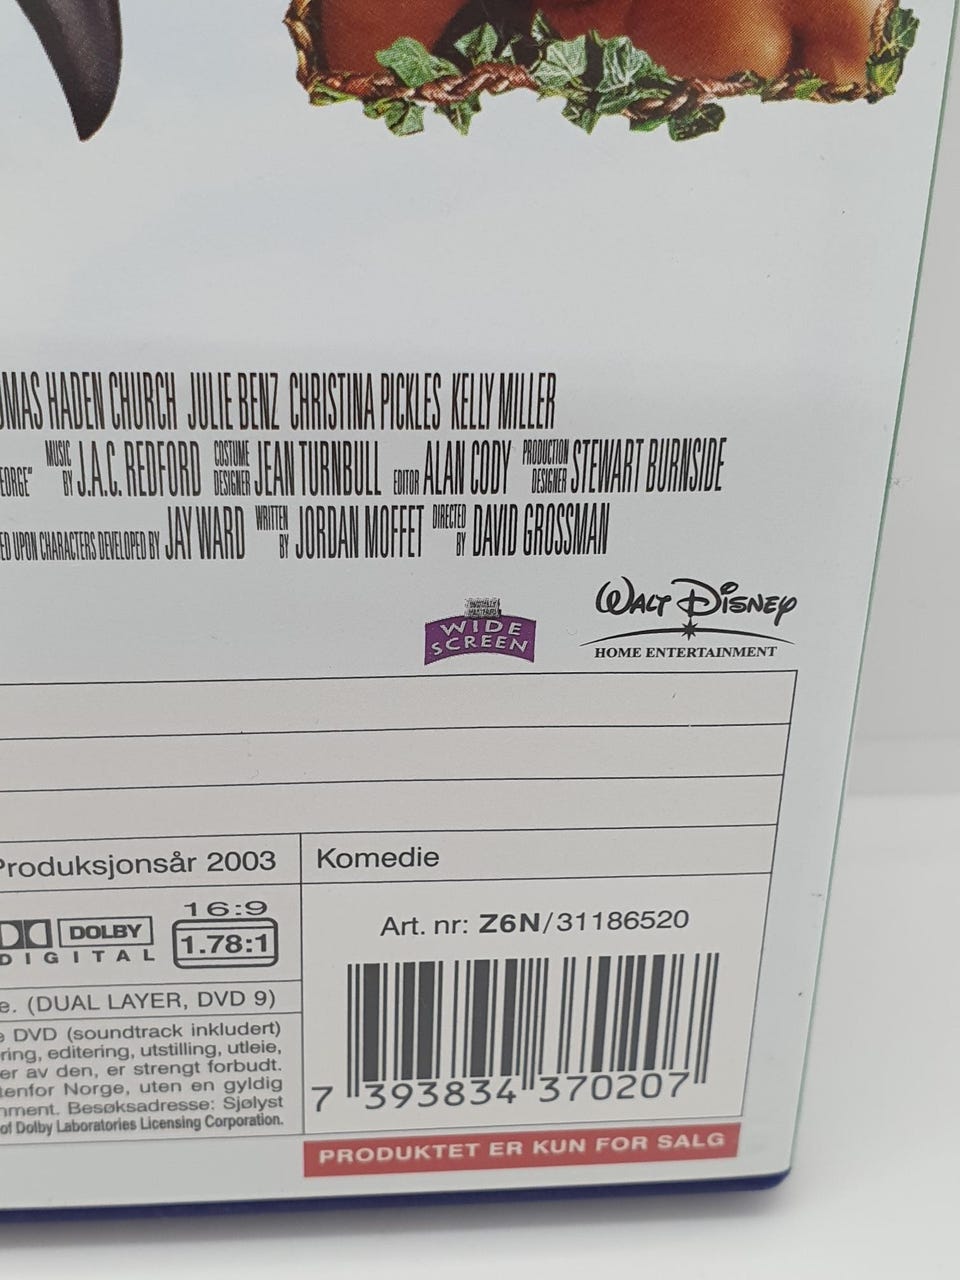 OMAS HADEN CHURCH JULIE BENZ CHRISTINA PICKLES KELLY MILLER
EORGE" MUSIC BY J.A.C. REDFORD COSTUME DESIGNER JEAN TURNBULL EDITOR ALAN CODY PRODUCTION DESIGNER STEWART BURNSIDE
ED UPON CHARACTERS DEVELOPED BY JAY WARD WRITTEN BY JORDAN MOFFET DIRECTED BY DAVID GROSSMAN
WIDE
SCREEN
WALT DISNEY
HOME ENTERTAINMENT
Produksjonsår 2003
Komedie
16:9
DOLBY
DIGITAL
1.78:1
Art. nr: Z6N/31186520
e. (DUAL LAYER, DVD 9)
e DVD (soundtrack inkludert)
ring, editering, utstilling, utleie,
er av den, er strengt forbudt.
tenfor Norge, uten en gyldig
nment. Besøksadresse: Sjølyst
of Dolby Laboratories Licensing Corporation.
7 393834 370207
PRODUKTET ER KUN FOR SALG